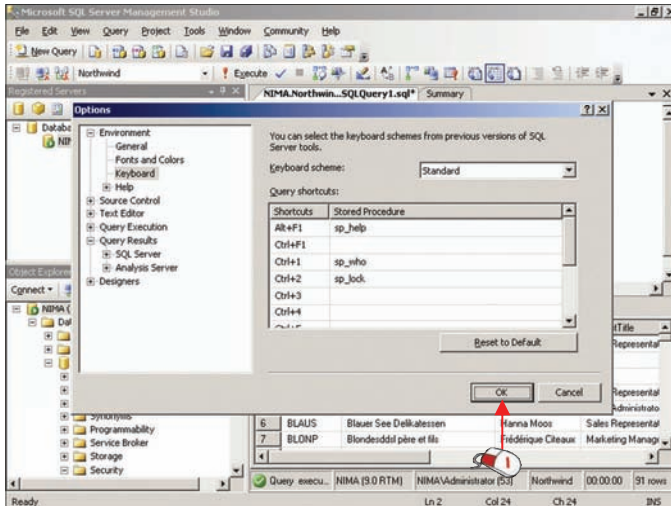 Microsoft SQL Server Management Studio
File Edit View Query Project Tools Window Community Help
New Query
Northwind
Execute
Registered Servers
NIMA.Northwin...SQLQuery1.sql*
Summary
Options
Environment
General
Fonts and Colors
Keyboard
Help
Source Control
Text Editor
Query Execution
Query Results
SQL Server
Analysis Server
Designers
You can select the keyboard schemes from previous versions of SQL
Server tools.
Keyboard scheme:
Standard
Query shortcuts:
Shortcuts Stored Procedure
Alt+F1 sp_help
Ctrl+F1
Ctrl+1 sp_who
Ctrl+2 sp_lock
Ctrl+3
Ctrl+4
Reset to Default
OK Cancel
Databa
NIM
Object Explore
Connect
NIMA (
Dat
Synonyms
Programmability
Service Broker
Storage
Security
tTitle
Representat
Representat
Administrato
6 BLAUS Blauer See Delikatessen Hanna Moos Sales Representat
7 BLONP Blondesddsl père et fils Frédérique Citeaux Marketing Manag
1
Query execu... NIMA (9.0 RTM) NIMA\Administrator (53) Northwind 00:00:00 91 rows
Ready Ln 2 Col 24 Ch 24 INS